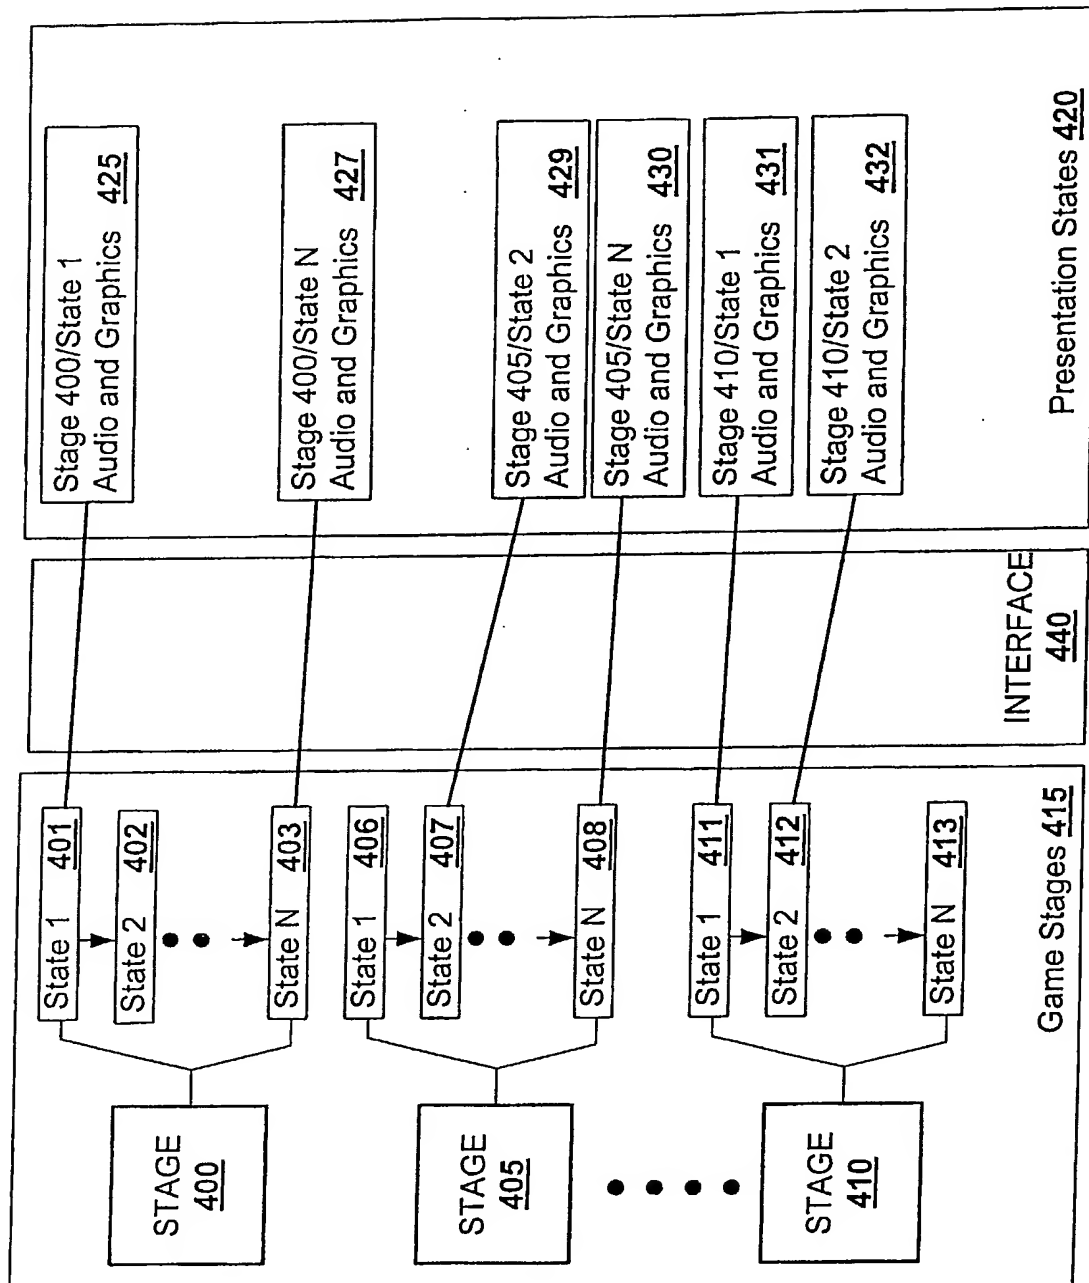 STAGE
400
State 1 401
State 2 402
State N 403
STAGE
405
State 1 406
State 2 407
State N 408
STAGE
410
State 1 411
State 2 412
State N 413
Game Stages 415
INTERFACE
440
Stage 400/State 1
Audio and Graphics 425
Stage 400/State N
Audio and Graphics 427
Stage 405/State 2
Audio and Graphics 429
Stage 405/State N
Audio and Graphics 430
Stage 410/State 1
Audio and Graphics 431
Stage 410/State 2
Audio and Graphics 432
Presentation States 420